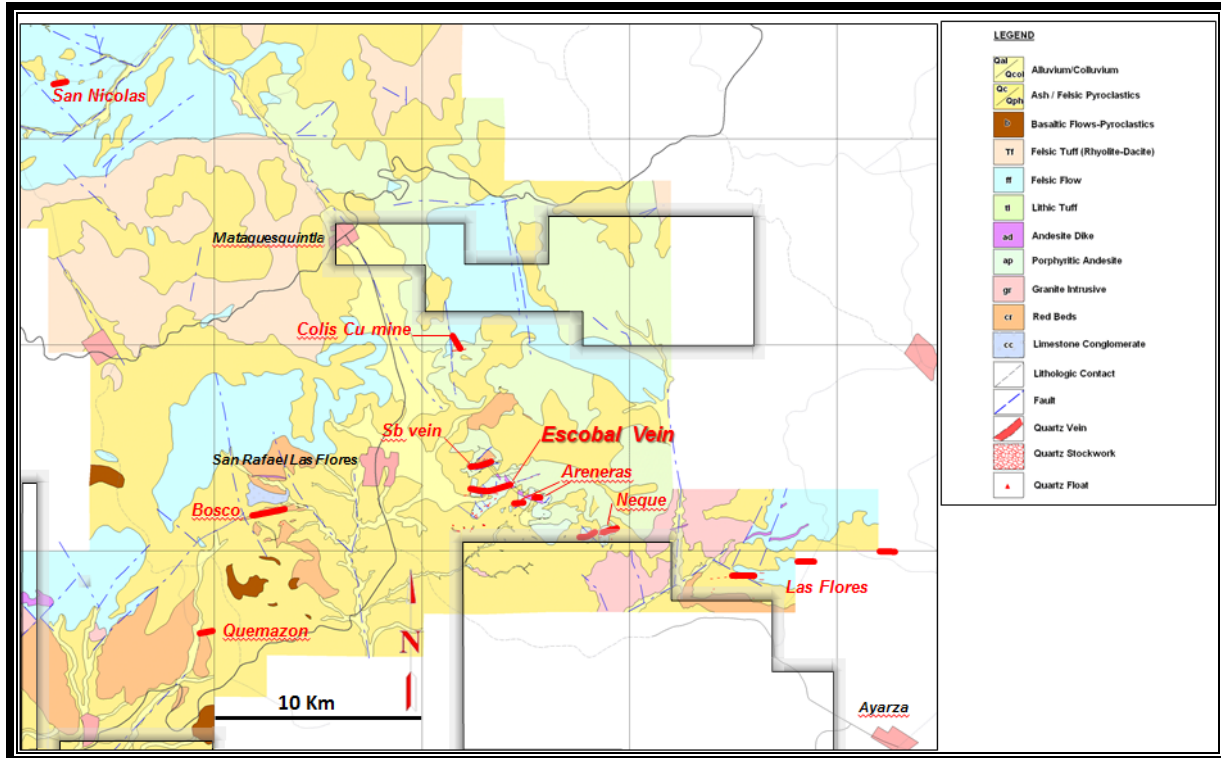 San Nicolas
Mataquesquintla
Colis Cu mine
Sb vein
Escobal Vein
San Rafael Las Flores
Areneras
Bosco
Neque
Las Flores
Quemazon
N
10 Km
Ayarza
LEGEND
Qal
Qcol
Alluvium/Colluvium
Qc
Qph
Ash / Felsic Pyroclastics
b
Basaltic Flows-Pyroclastics
Tf
Felsic Tuff (Rhyolite-Dacite)
ff
Felsic Flow
tl
Lithic Tuff
ad
Andesite Dike
ap
Porphyritic Andesite
gr
Granite Intrusive
cr
Red Beds
cc
Limestone Conglomerate
Lithologic Contact
Fault
Quartz Vein
Quartz Stockwork
Quartz Float